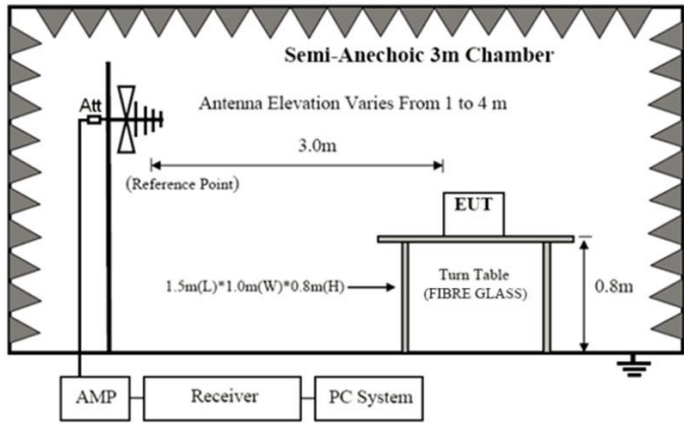 Semi-Anechoic 3m Chamber
Att
Antenna Elevation Varies From 1 to 4 m
3.0m
(Reference Point)
EUT
1.5m(L)*1.0m(W)*0.8m(H)
Turn Table
(FIBRE GLASS)
0.8m
AMP
Receiver
PC System